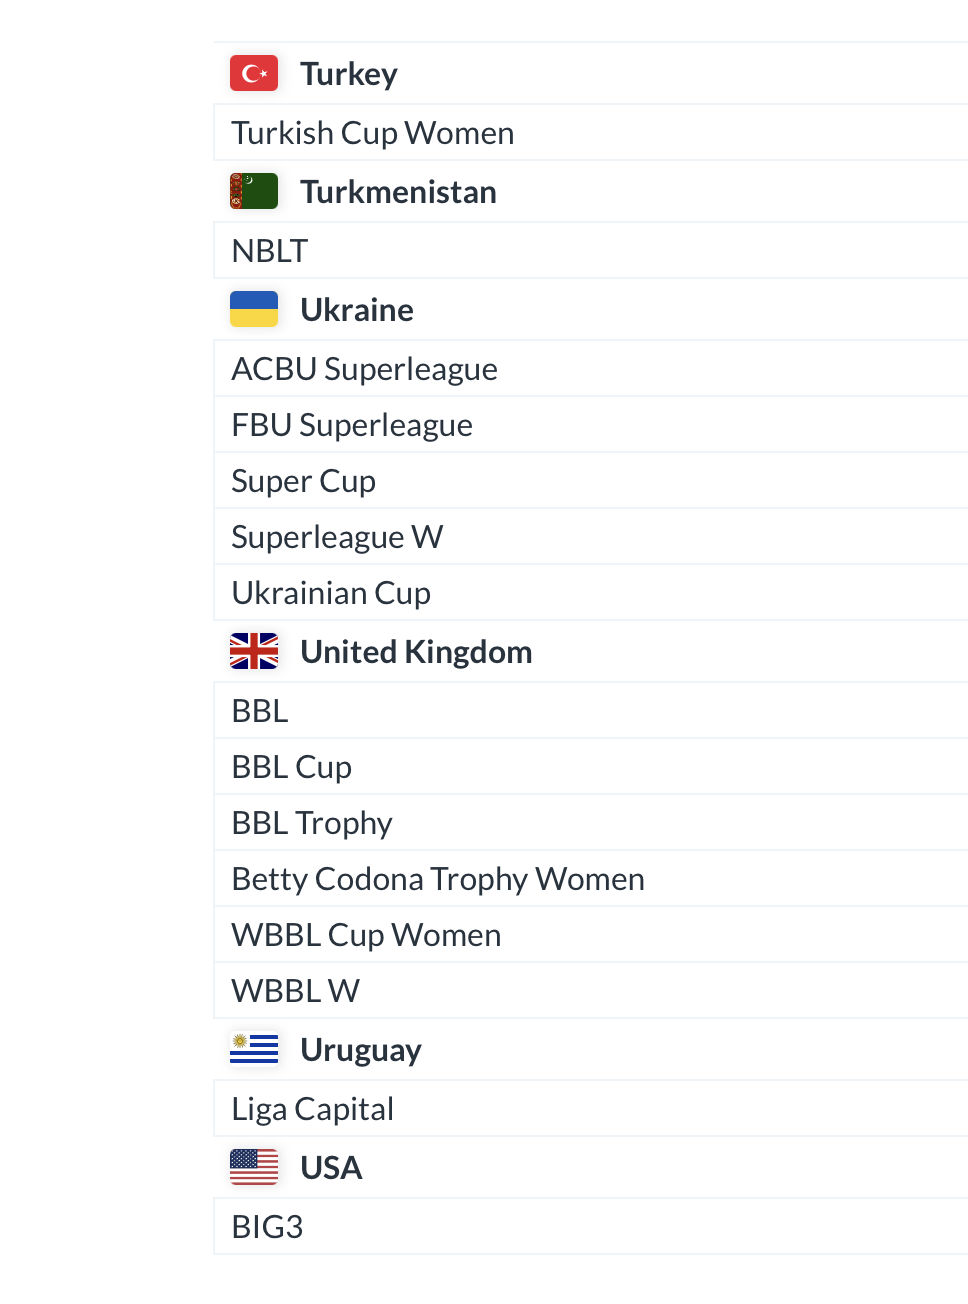 Turkey
Turkish Cup Women
Turkmenistan
NBLT
Ukraine
ACBU Superleague
FBU Superleague
Super Cup
Superleague W
Ukrainian Cup
United Kingdom
BBL
BBL Cup
BBL Trophy
Betty Codona Trophy Women
WBBL Cup Women
WBBL W
Uruguay
Liga Capital
USA
BIG3